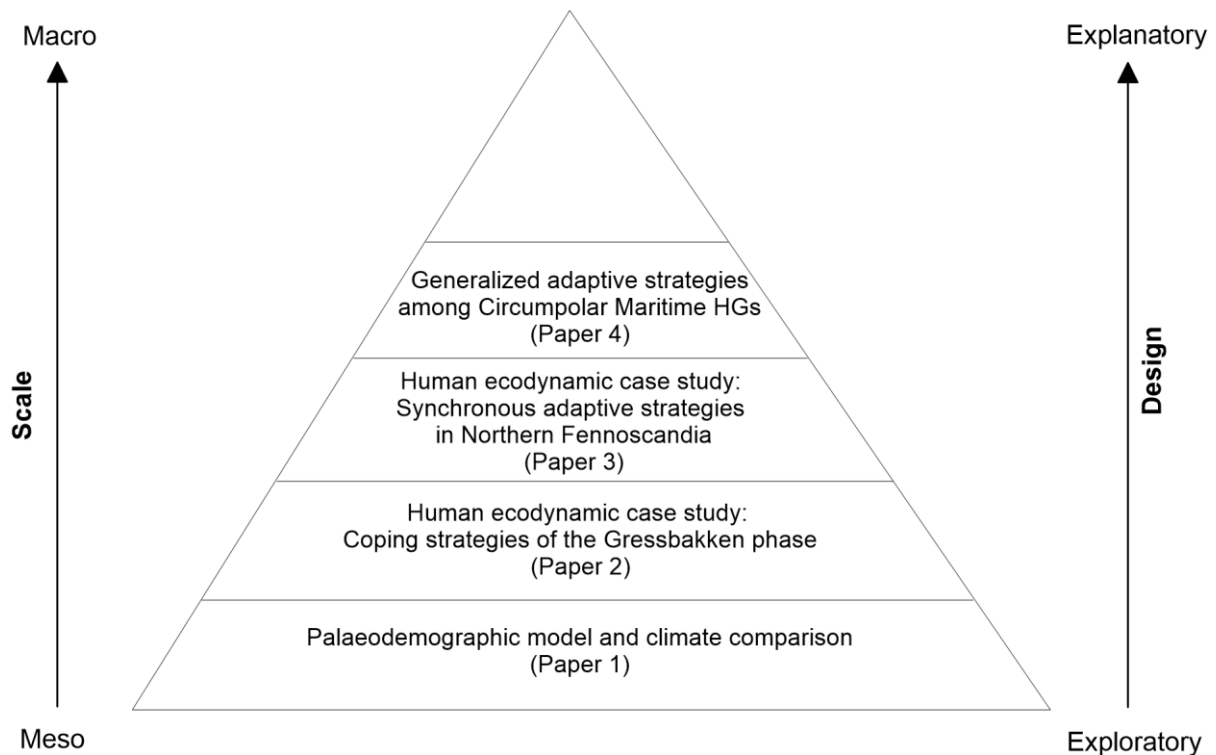 Macro
Explanatory
Generalized adaptive strategies
among Circumpolar Maritime HGs
(Paper 4)
Human ecodynamic case study:
Synchronous adaptive strategies
in Northern Fennoscandia
(Paper 3)
Scale
Design
Human ecodynamic case study:
Coping strategies of the Gressbakken phase
(Paper 2)
Palaeodemographic model and climate comparison
(Paper 1)
Meso
Exploratory